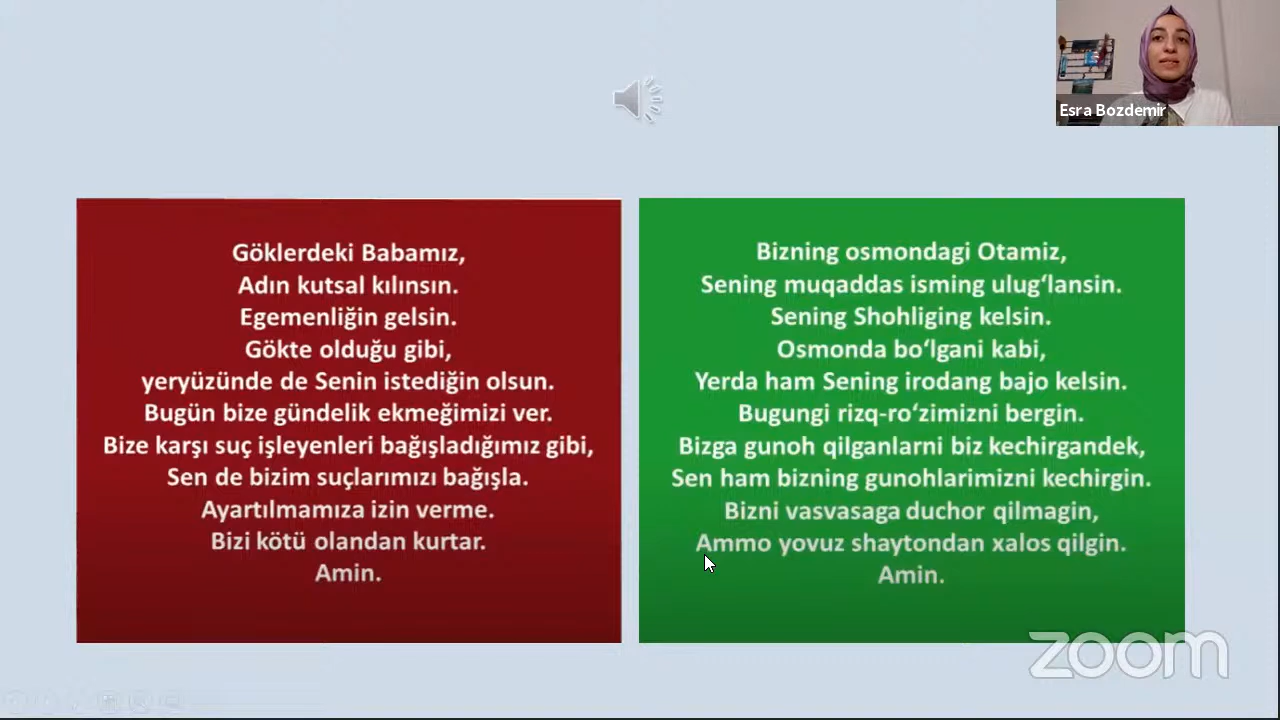 Esra Bozdemir
Göklerdeki Babamız,
Adın kutsal kılınsın.
Egemenliğin gelsin.
Gökte olduğu gibi,
yeryüzünde de Senin istediğin olsun.
Bugün bize gündelik ekmeğimizi ver.
Bize karşı suç işleyenleri bağışladığımız gibi,
Sen de bizim suçlarımızı bağışla.
Ayartılmamıza izin verme.
Bizi kötü olandan kurtar.
Amin.
Bizning osmondagi Otamiz,
Sening muqaddas isming ulug‘lansin.
Sening Shohliging kelsin.
Osmonda bo‘lgani kabi,
Yerda ham Sening irodang bajo kelsin.
Bugungi rizq-ro‘zimizni bergin.
Bizga gunoh qilganlarni biz kechirgandek,
Sen ham bizning gunohlarimizni kechirgin.
Bizni vasvasaga duchor qilmagin,
Ammo yovuz shaytondan xalos qilgin.
Amin.
zoom